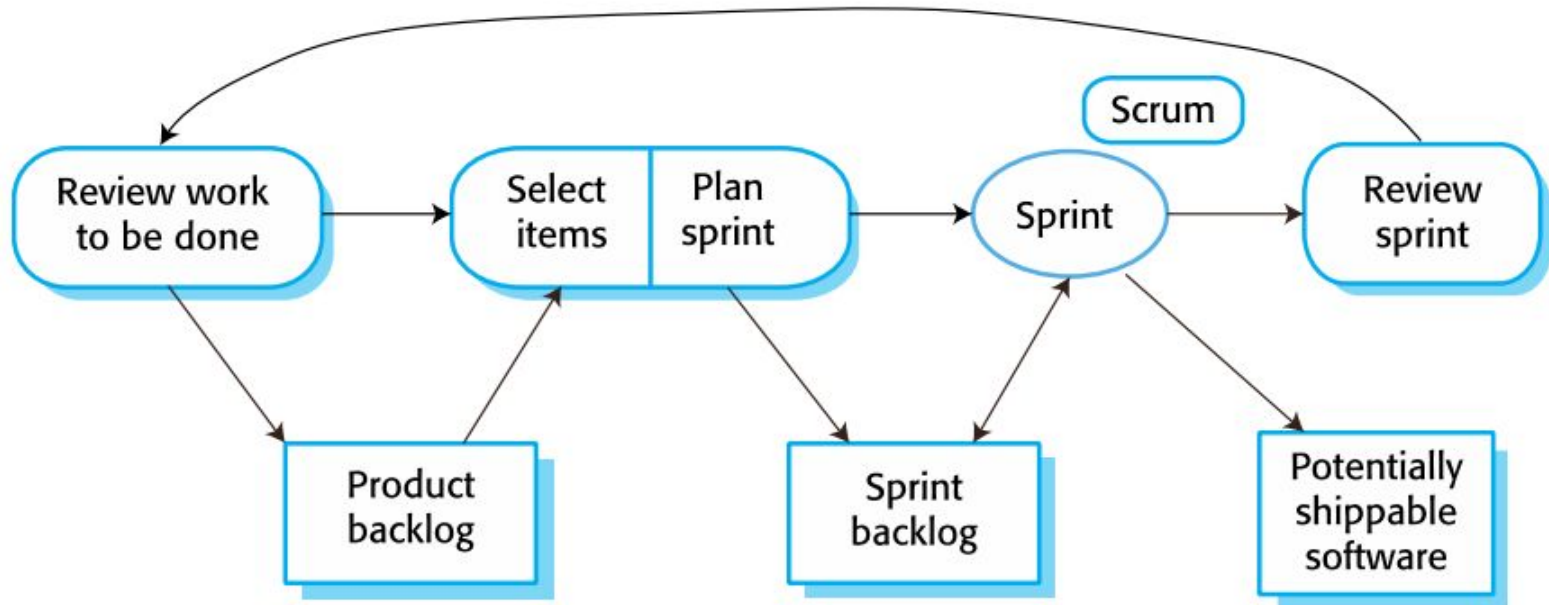 Scrum
Review work
to be done
Select
items
Plan
sprint
Sprint
Review
sprint
Product
backlog
Sprint
backlog
Potentially
shippable
software